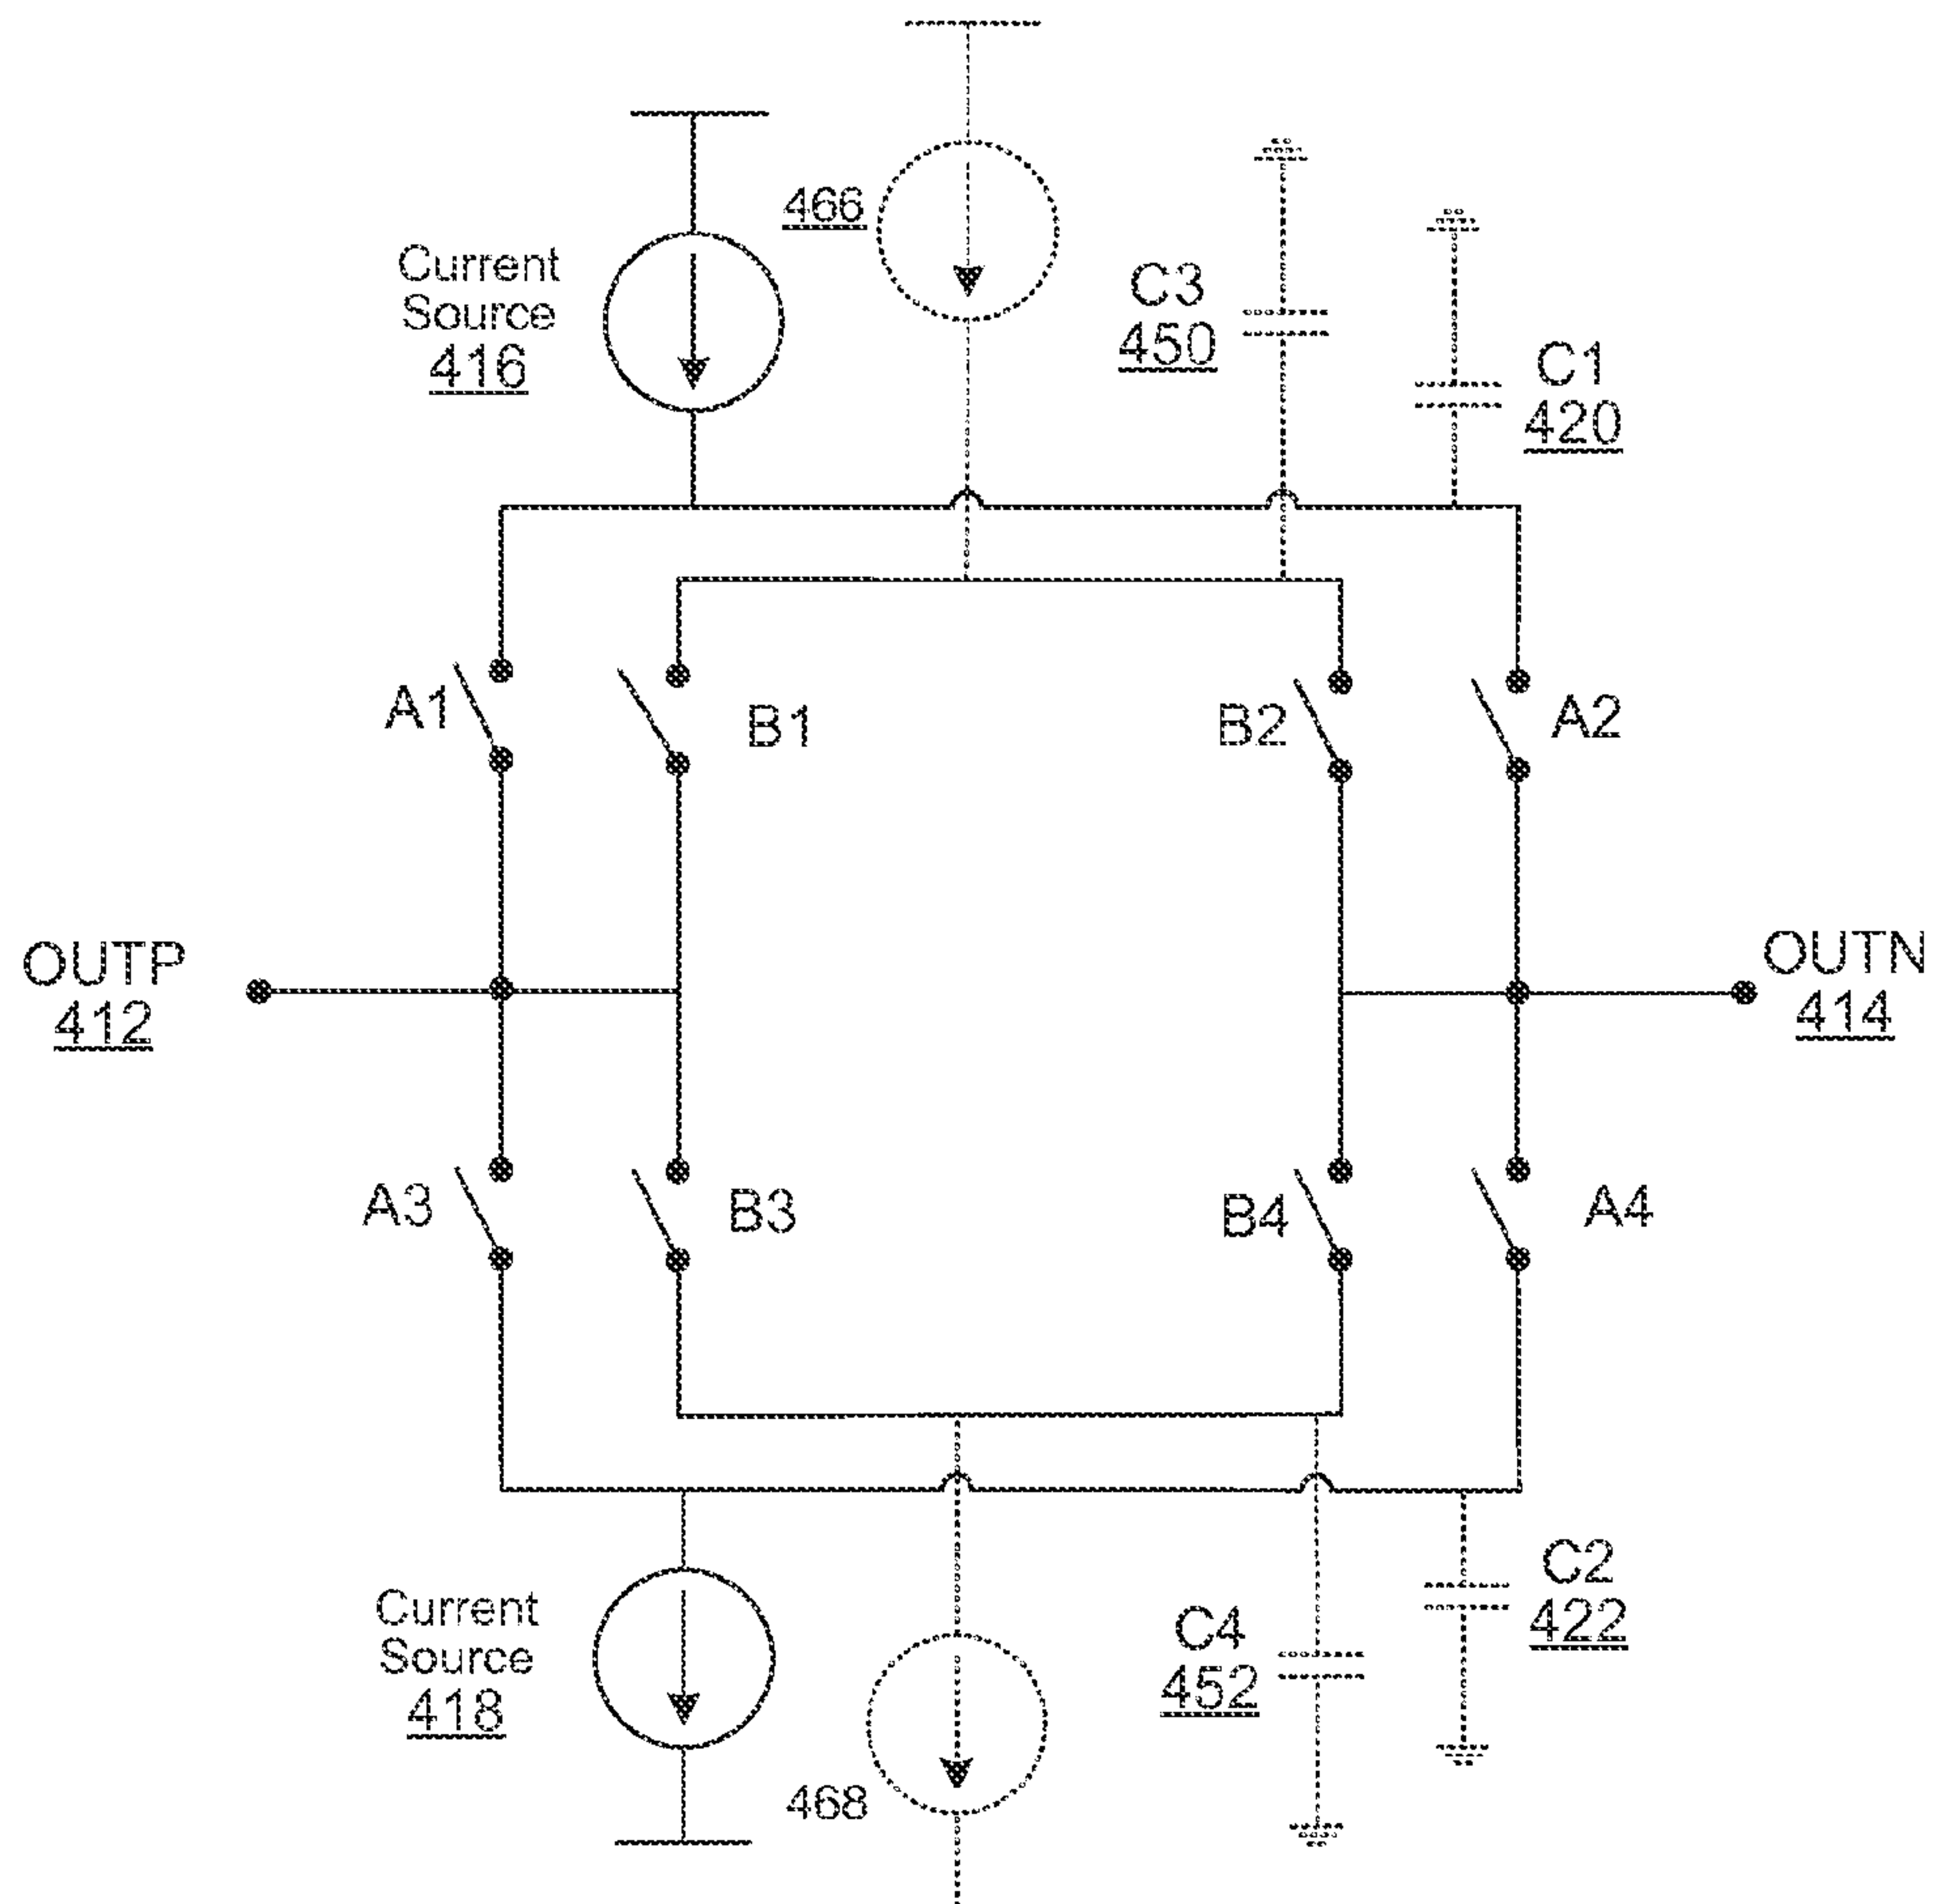 466
Current
Source
416
C3
450
C1
420
A1
B1
B2
A2
OUTP
412
OUTN
414
A3
B3
B4
A4
Current
Source
418
C4
452
C2
422
468